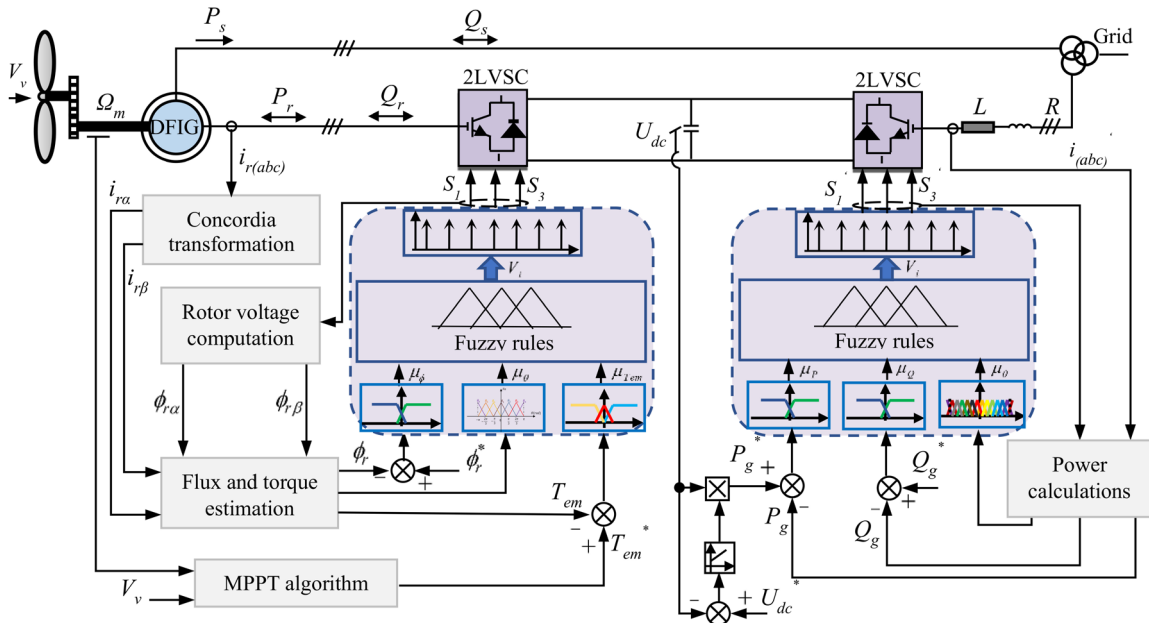 P_s
Q_s
Grid
2LVSC
2LVSC
V_v
Ω_m
P_r
Q_r
L
R
DFIG
U_dc
i_r(abc)
i_(abc)
i_rα
S_1
S_3
S_1'
S_3'
Concordia
transformation
V_i
V_i
i_rβ
Rotor voltage
computation
Fuzzy rules
Fuzzy rules
μ_ϕ
μ_θ
μ_Tem
μ_P
μ_Q
μ_θ
ϕ_rα
ϕ_rβ
ϕ_r
-
+
ϕ_r*
P_g*
+
-
Q_g*
+
-
Power
calculations
Flux and torque
estimation
T_em
-
+
T_em*
P_g
Q_g
MPPT algorithm
V_v
-
+
U_dc*